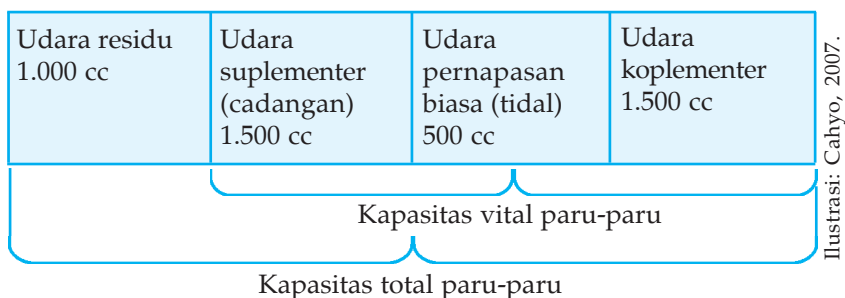 Udara residu
1.000 cc
Udara
suplementer
(cadangan)
1.500 cc
Udara
pernapasan
biasa (tidal)
500 cc
Udara
koplementer
1.500 cc
Kapasitas vital paru-paru
Kapasitas total paru-paru
Ilustrasi: Cahyo, 2007.